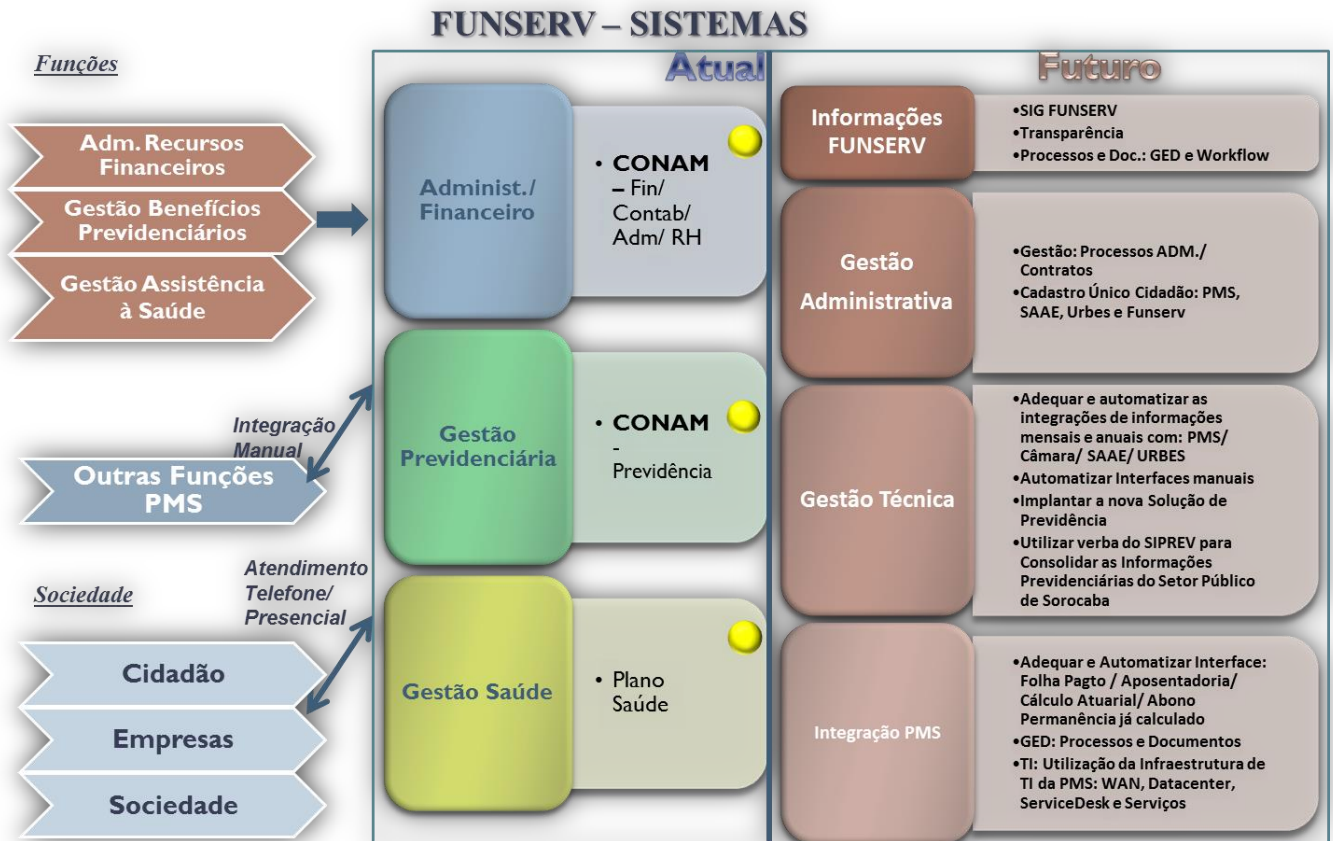 FUNSERV – SISTEMAS
Funções
Adm. Recursos
Financeiros
Gestão Benefícios
Previdenciários
Gestão Assistência
à Saúde
Integração
Manual
Outras Funções
PMS
Atendimento
Telefone/
Presencial
Sociedade
Cidadão
Empresas
Sociedade
Atual
Administ./
Financeiro
• CONAM
– Fin/
Contab/
Adm/ RH
Gestão
Previdenciária
• CONAM
-
Previdência
Gestão Saúde
• Plano
Saúde
Futuro
Informações
FUNSERV
•SIG FUNSERV
•Transparência
•Processos e Doc.: GED e Workflow
Gestão
Administrativa
•Gestão: Processos ADM./
Contratos
•Cadastro Único Cidadão: PMS,
SAAE, Urbes e Funserv
Gestão Técnica
•Adequar e automatizar as
integrações de informações
mensais e anuais com: PMS/
Câmara/ SAAE/ URBES
•Automatizar Interfaces manuais
•Implantar a nova Solução de
Previdência
•Utilizar verba do SIPREV para
Consolidar as Informações
Previdenciárias do Setor Público
de Sorocaba
Integração PMS
•Adequar e Automatizar Interface:
Folha Pagto / Aposentadoria/
Cálculo Atuarial/ Abono
Permanência já calculado
•GED: Processos e Documentos
•TI: Utilização da Infraestrutura de
TI da PMS: WAN, Datacenter,
ServiceDesk e Serviços